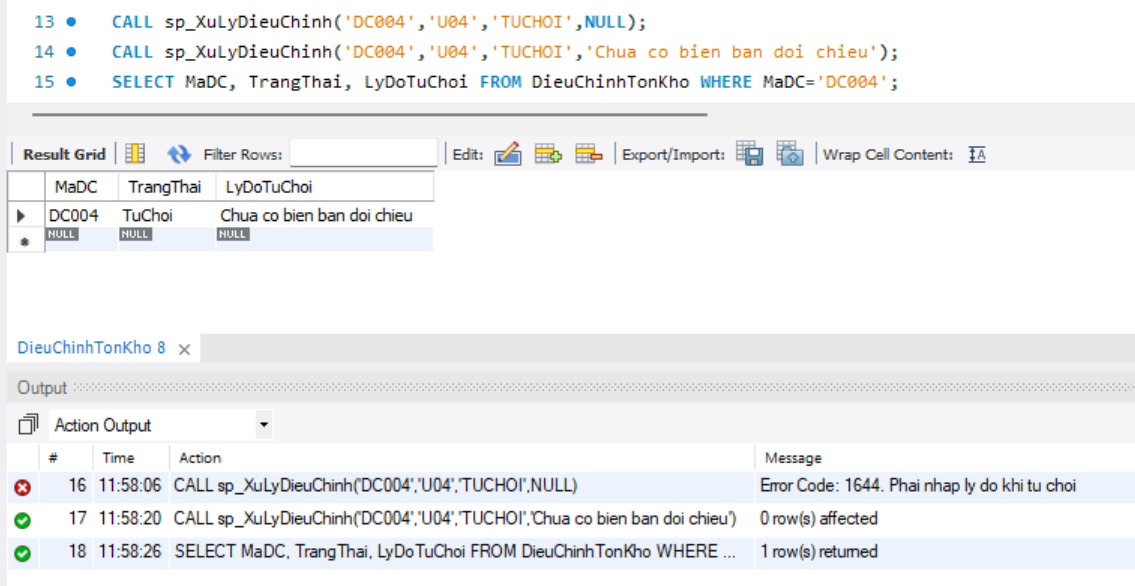 13 CALL sp_XuLyDieuChinh('DC004','U04','TUCHOI',NULL);
14 CALL sp_XuLyDieuChinh('DC004','U04','TUCHOI','Chua co bien ban doi chieu');
15 SELECT MaDC, TrangThai, LyDoTuChoi FROM DieuChinhTonKho WHERE MaDC='DC004';
Result Grid Filter Rows: Edit: Export/Import: Wrap Cell Content: IA
MaDC TrangThai LyDoTuChoi
DC004 TuChoi Chua co bien ban doi chieu
NULL NULL NULL
DieuChinhTonKho 8
Output
Action Output
# Time Action Message
16 11:58:06 CALL sp_XuLyDieuChinh('DC004','U04','TUCHOI',NULL) Error Code: 1644. Phai nhap ly do khi tu choi
17 11:58:20 CALL sp_XuLyDieuChinh('DC004','U04','TUCHOI','Chua co bien ban doi chieu') 0 row(s) affected
18 11:58:26 SELECT MaDC, TrangThai, LyDoTuChoi FROM DieuChinhTonKho WHERE ... 1 row(s) returned